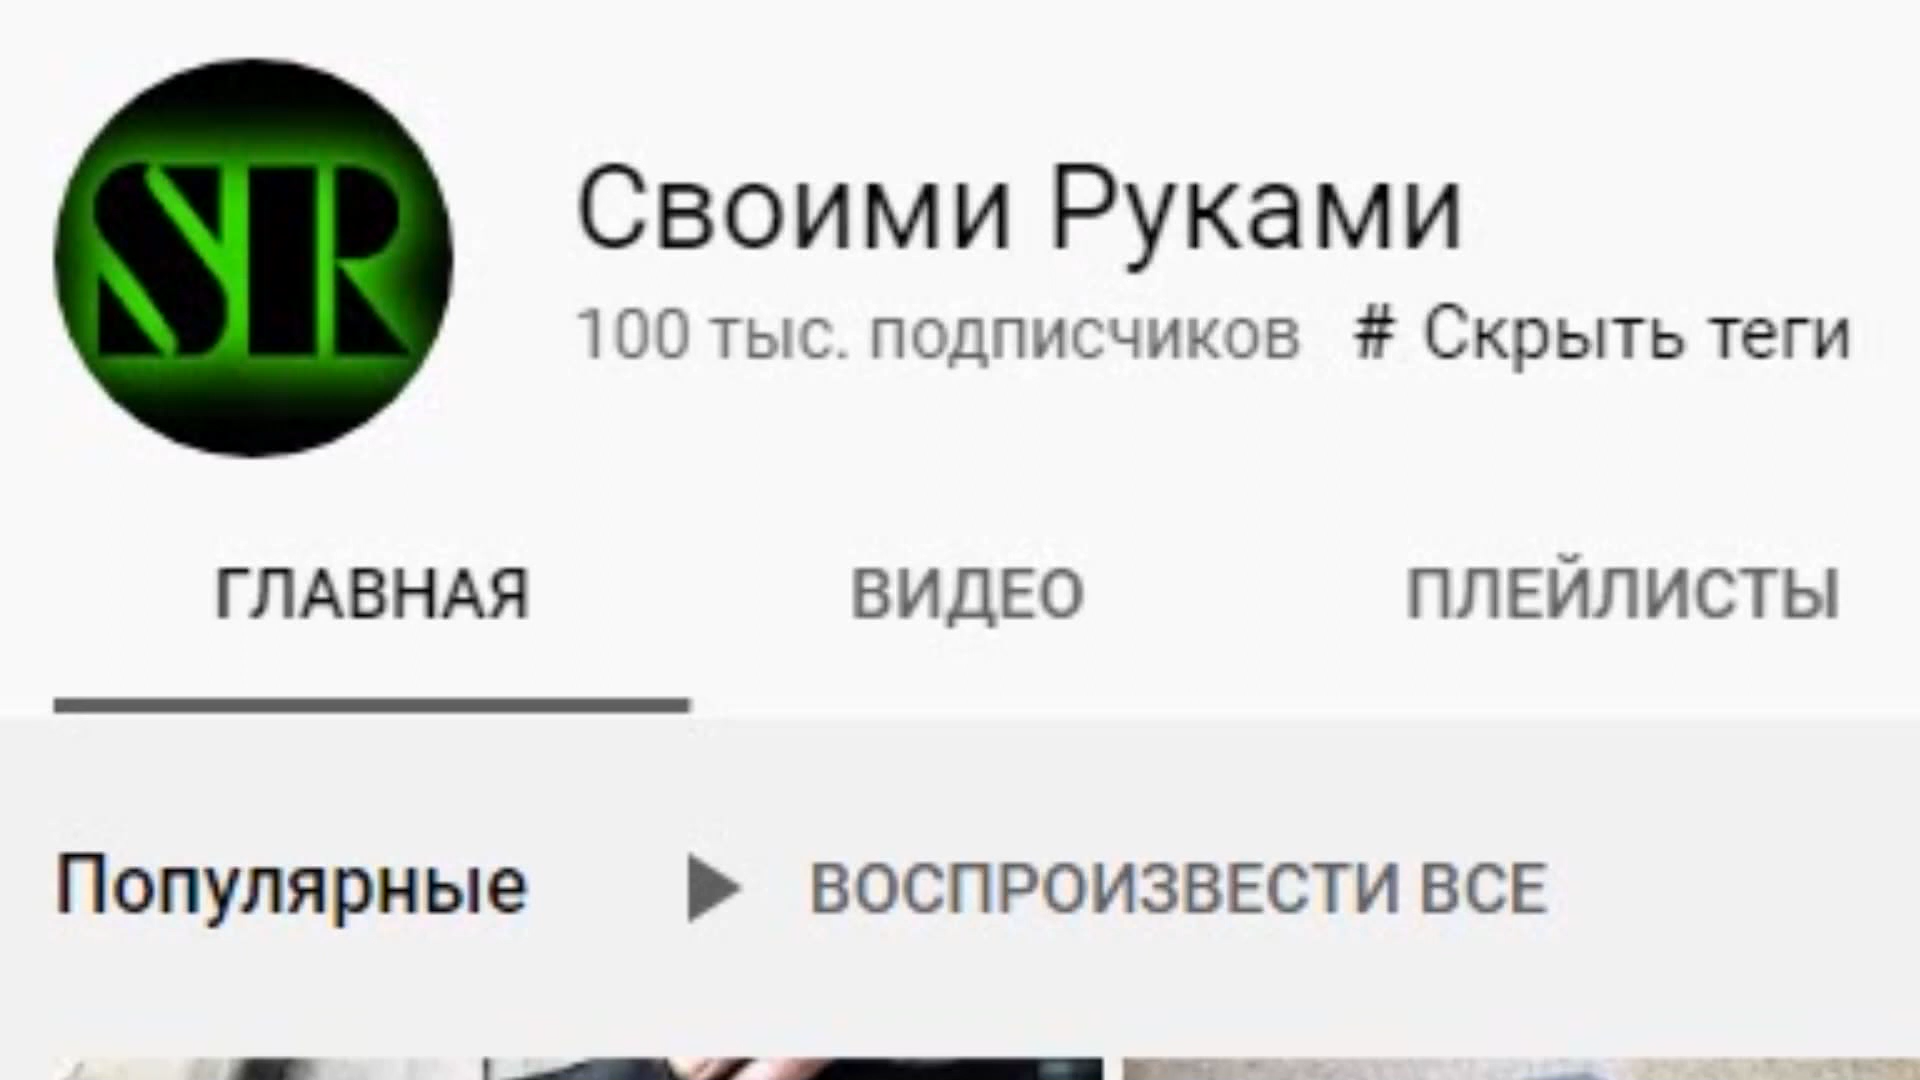 SR
Своими Руками
100 тыс. подписчиков # Скрыть теги
ГЛАВНАЯ ВИДЕО ПЛЕЙЛИСТЫ
Популярные ВОСПРОИЗВЕСТИ ВСЕ